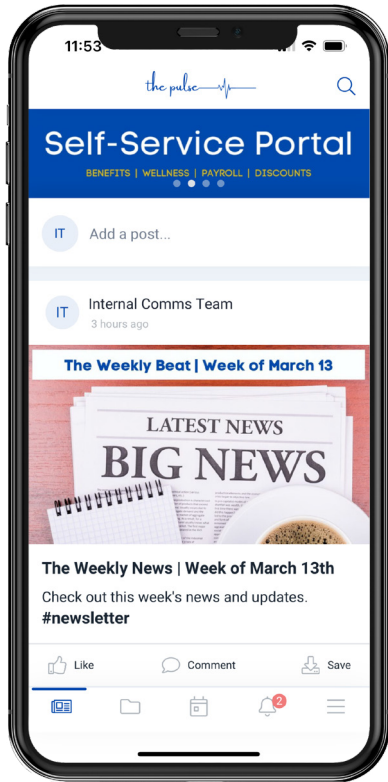 11:53
the pulse
Self-Service Portal
BENEFITS | WELLNESS | PAYROLL | DISCOUNTS
IT
Add a post...
IT
Internal Comms Team
3 hours ago
The Weekly Beat | Week of March 13
LATEST NEWS
BIG NEWS
The Weekly News | Week of March 13th
Check out this week's news and updates.
#newsletter
Like
Comment
Save
2